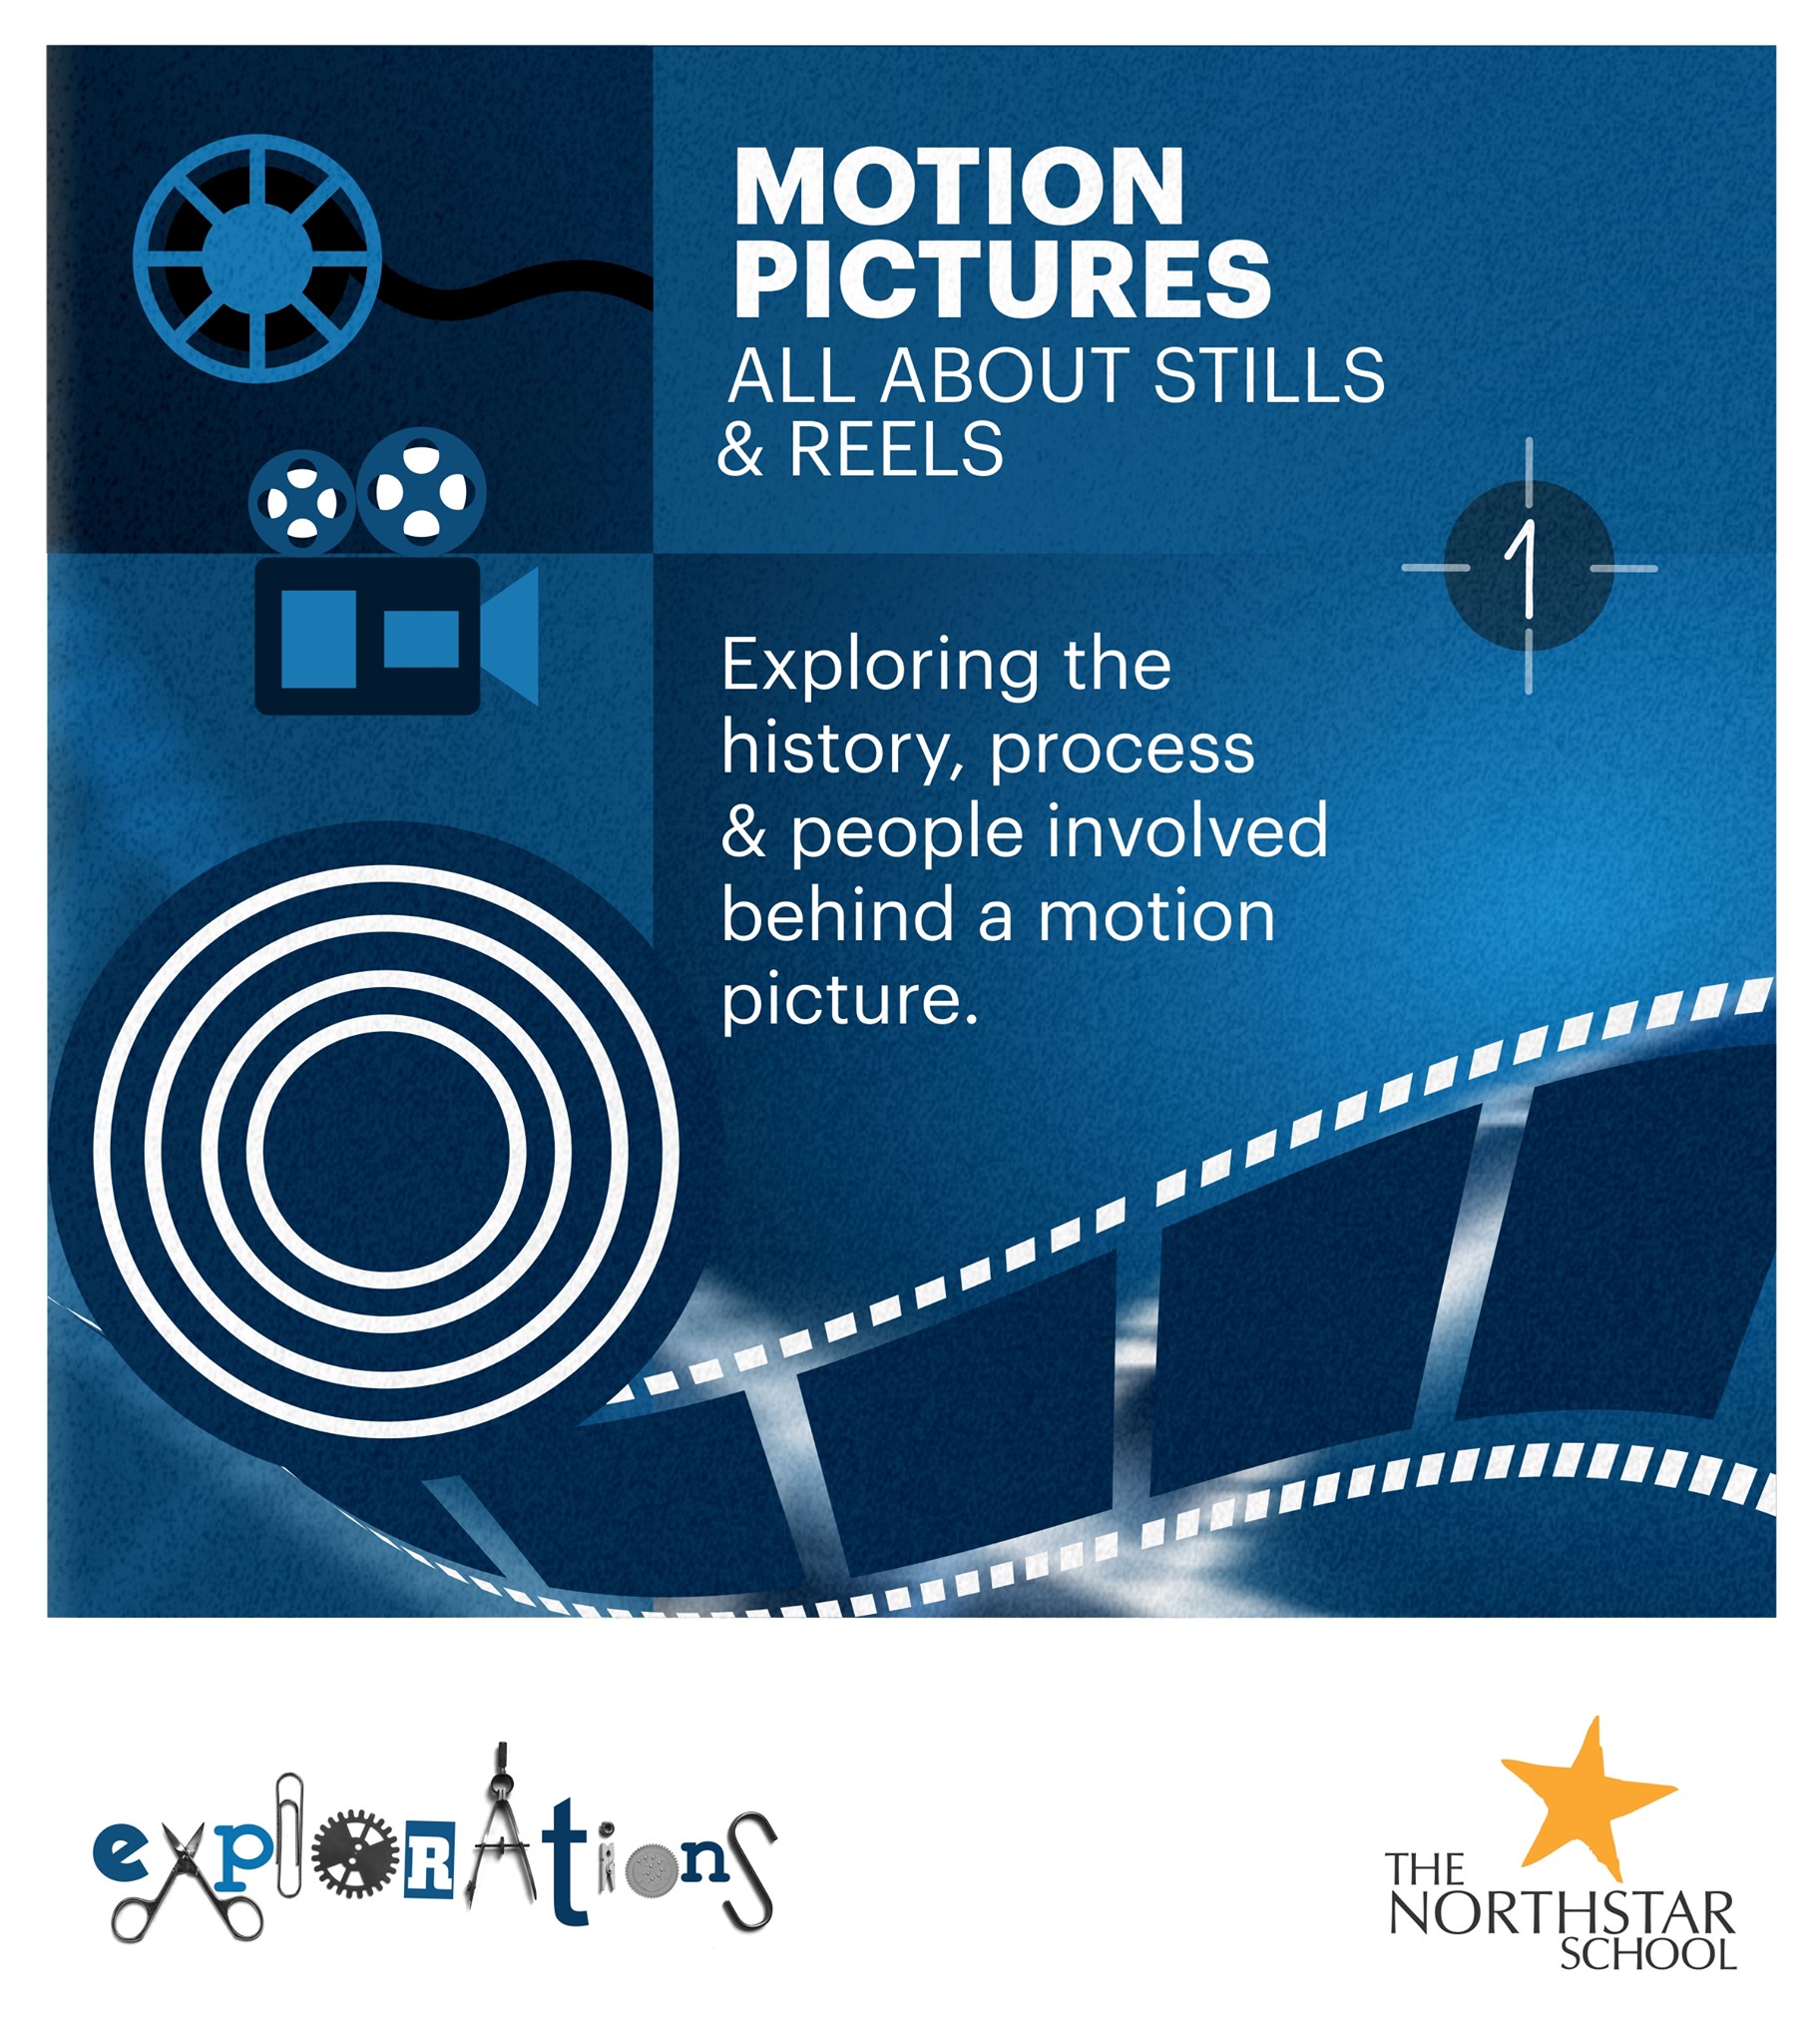 MOTION
PICTURES
ALL ABOUT STILLS
& REELS
1
Exploring the
history, process
& people involved
behind a motion
picture.
explORAtionS
THE
NORTHSTAR
SCHOOL